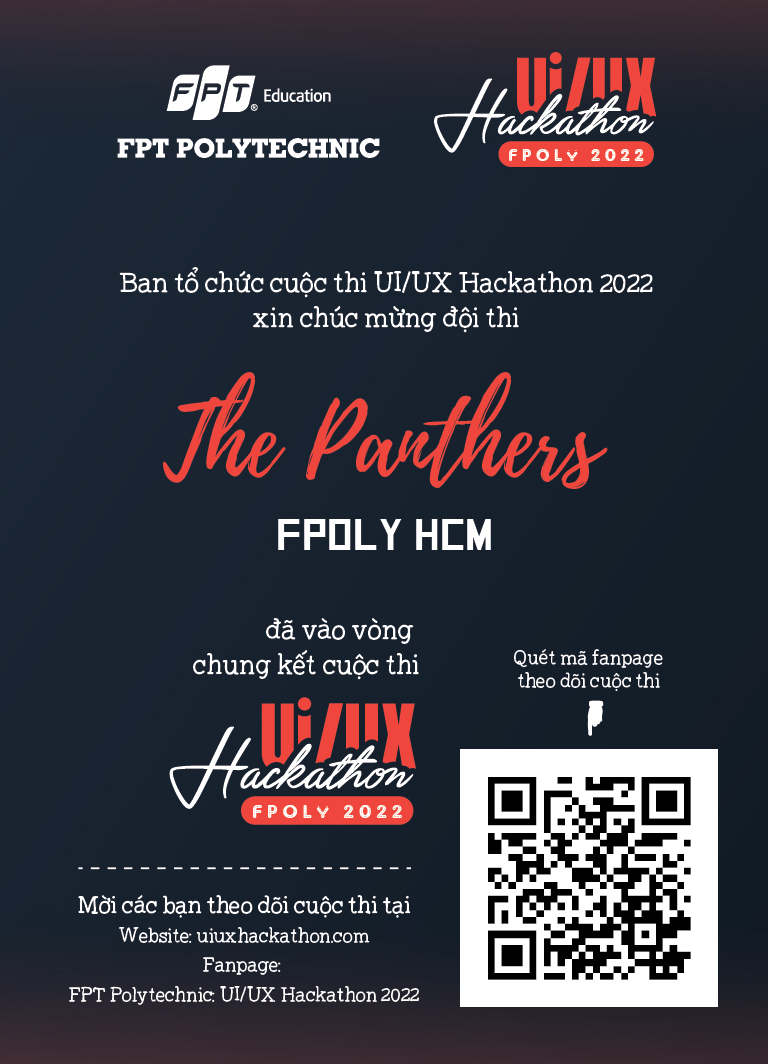 FPT® Education
FPT POLYTECHNIC
Ui/UX
Hackathon
FPOLY 2022
Ban tổ chức cuộc thi UI/UX Hackathon 2022
xin chúc mừng đội thi
The Panthers
FPOLY HCM
đã vào vòng
chung kết cuộc thi
Ui/UX
Hackathon
FPOLY 2022
Quét mã fanpage
theo dõi cuộc thi
Mời các bạn theo dõi cuộc thi tại
Website: uiuxhackathon.com
Fanpage:
FPT Polytechnic: UI/UX Hackathon 2022